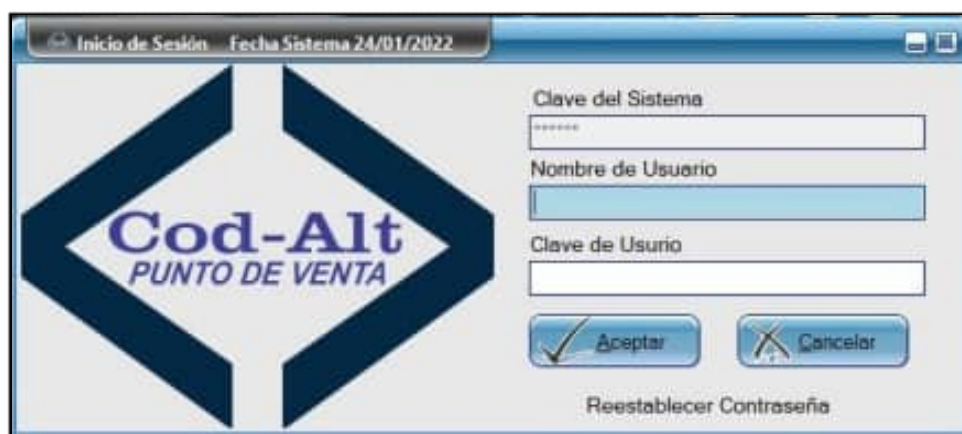 Inicio de Sesión Fecha Sistema 24/01/2022
Clave del Sistema
******
Nombre de Usuario
Clave de Usurio
Cod-Alt
PUNTO DE VENTA
Aceptar
Cancelar
Reestablecer Contraseña